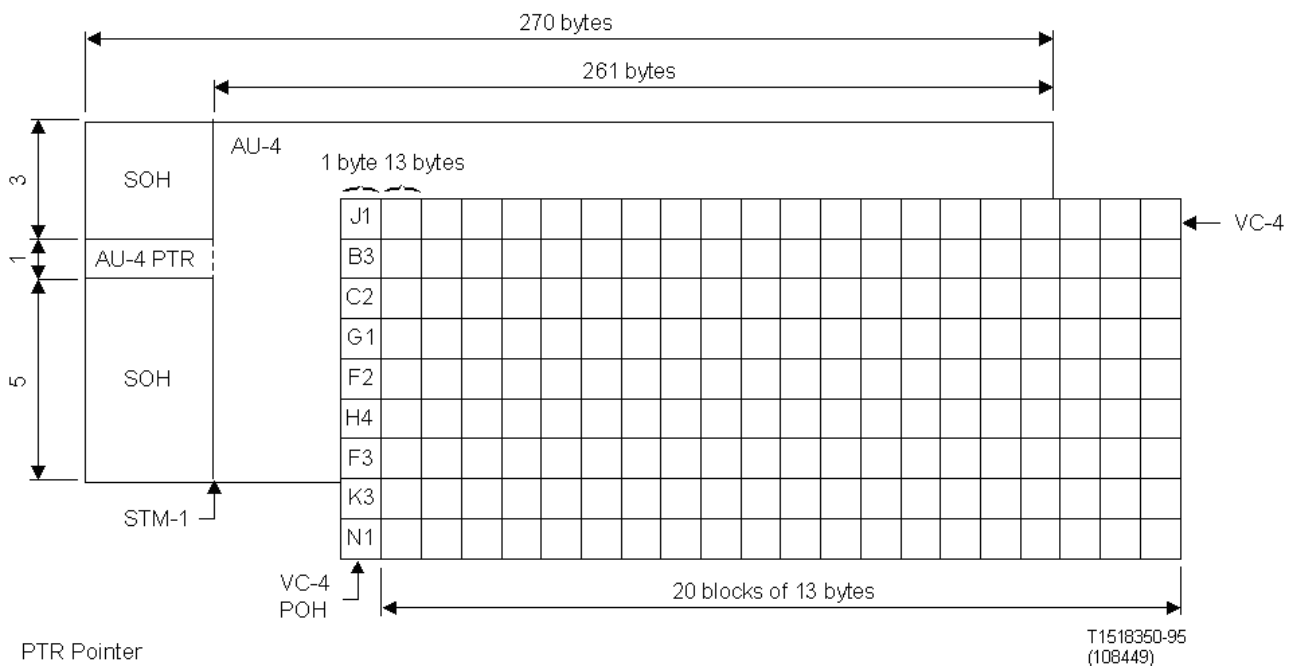 270 bytes
261 bytes
AU-4
1 byte 13 bytes
3
SOH
J1
VC-4
1
AU-4 PTR
B3
C2
G1
5
SOH
F2
H4
F3
K3
STM-1
N1
VC-4
POH
20 blocks of 13 bytes
PTR Pointer
T1518350-95
(108449)